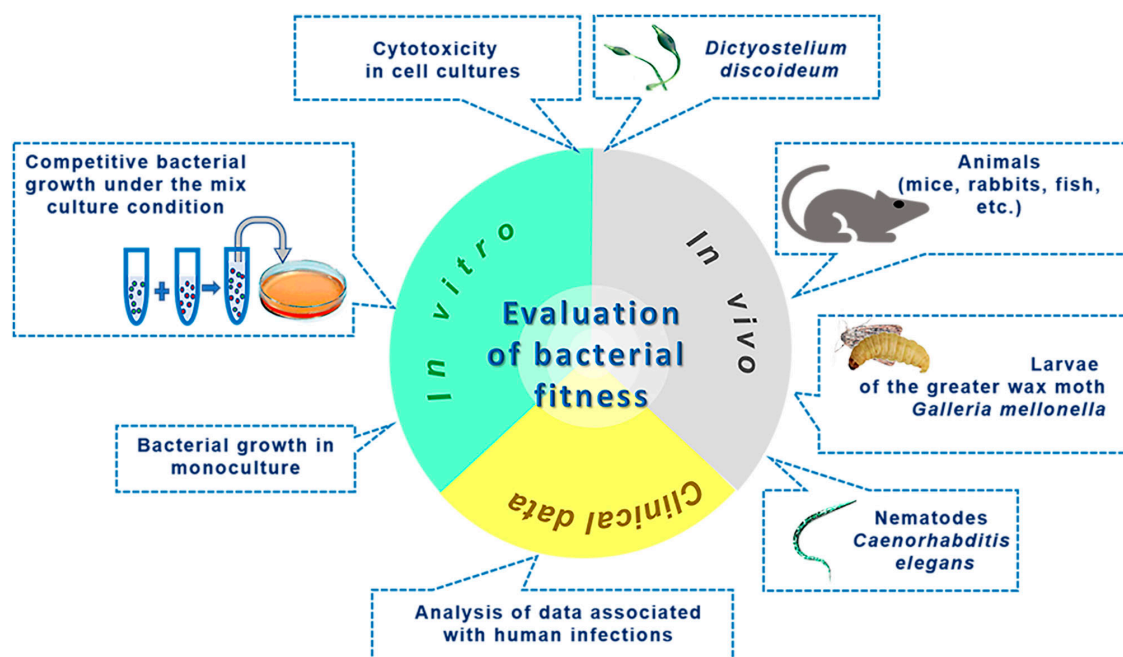 Cytotoxicity
in cell cultures
Dictyostelium
discoideum
Competitive bacterial
growth under the mix
culture condition
Animals
(mice, rabbits, fish,
etc.)
In vitro
In vivo
Evaluation
of bacterial
fitness
Larvae
of the greater wax moth
Galleria mellonella
Bacterial growth in
monoculture
Clinical data
Nematodes
Caenorhabditis
elegans
Analysis of data associated
with human infections